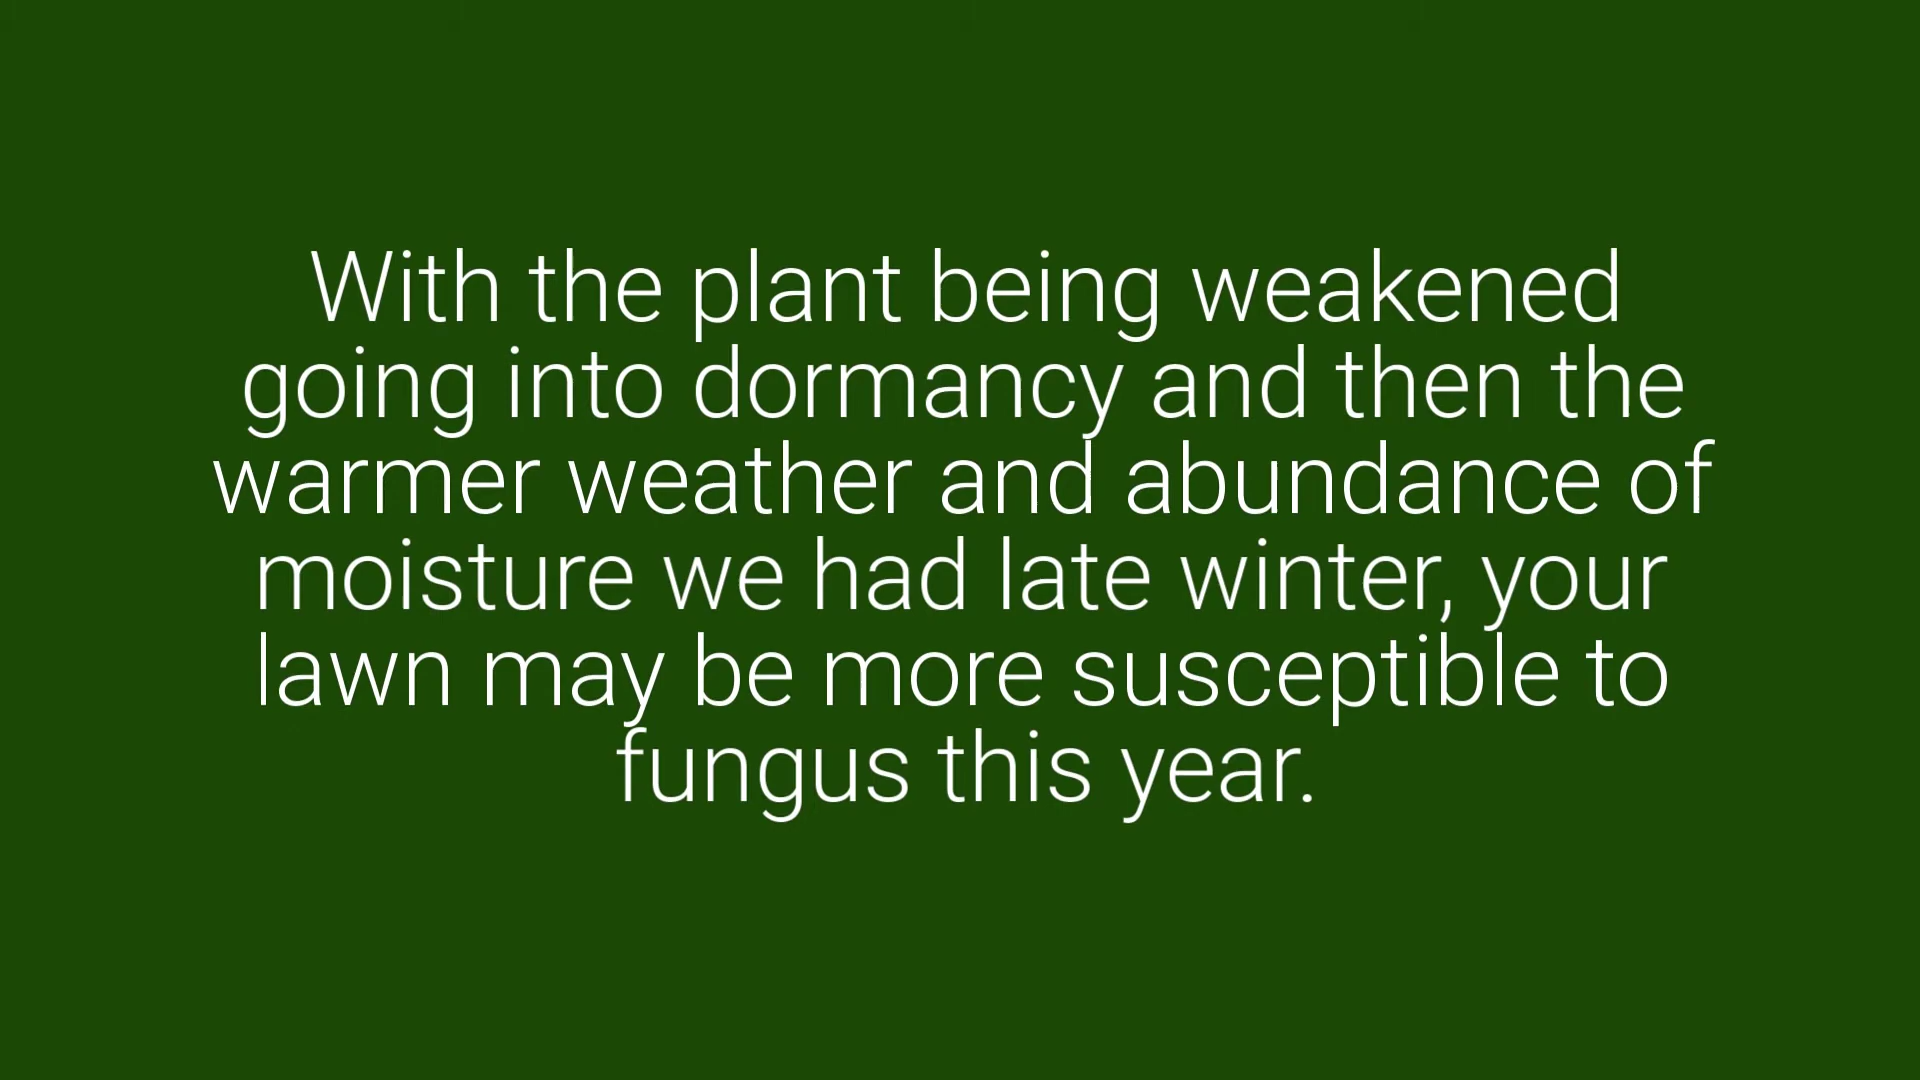 With the plant being weakened
going into dormancy and then the
warmer weather and abundance of
moisture we had late winter, your
lawn may be more susceptible to
fungus this year.